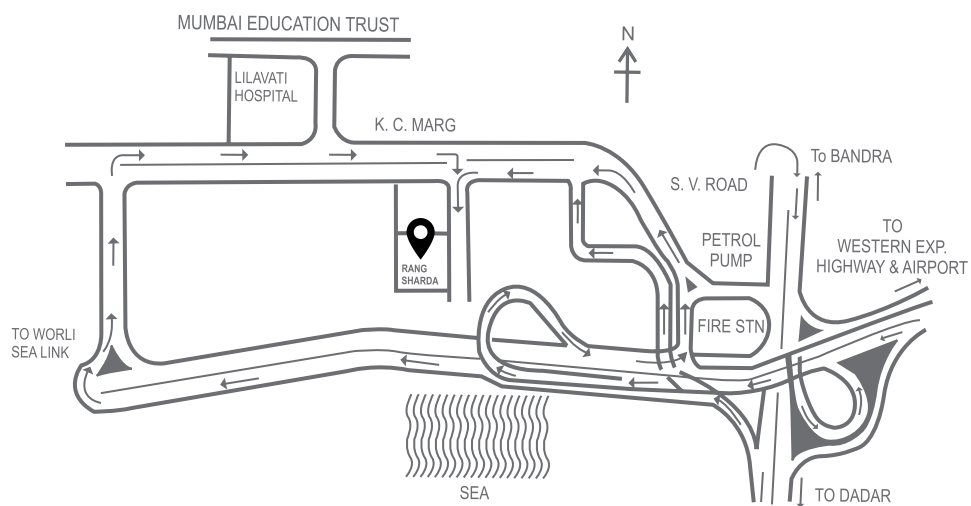 MUMBAI EDUCATION TRUST
N
LILAVATI
HOSPITAL
K. C. MARG
To BANDRA
S. V. ROAD
TO
WESTERN EXP.
HIGHWAY & AIRPORT
PETROL
PUMP
RANG
SHARDA
FIRE STN
TO WORLI
SEA LINK
SEA
TO DADAR